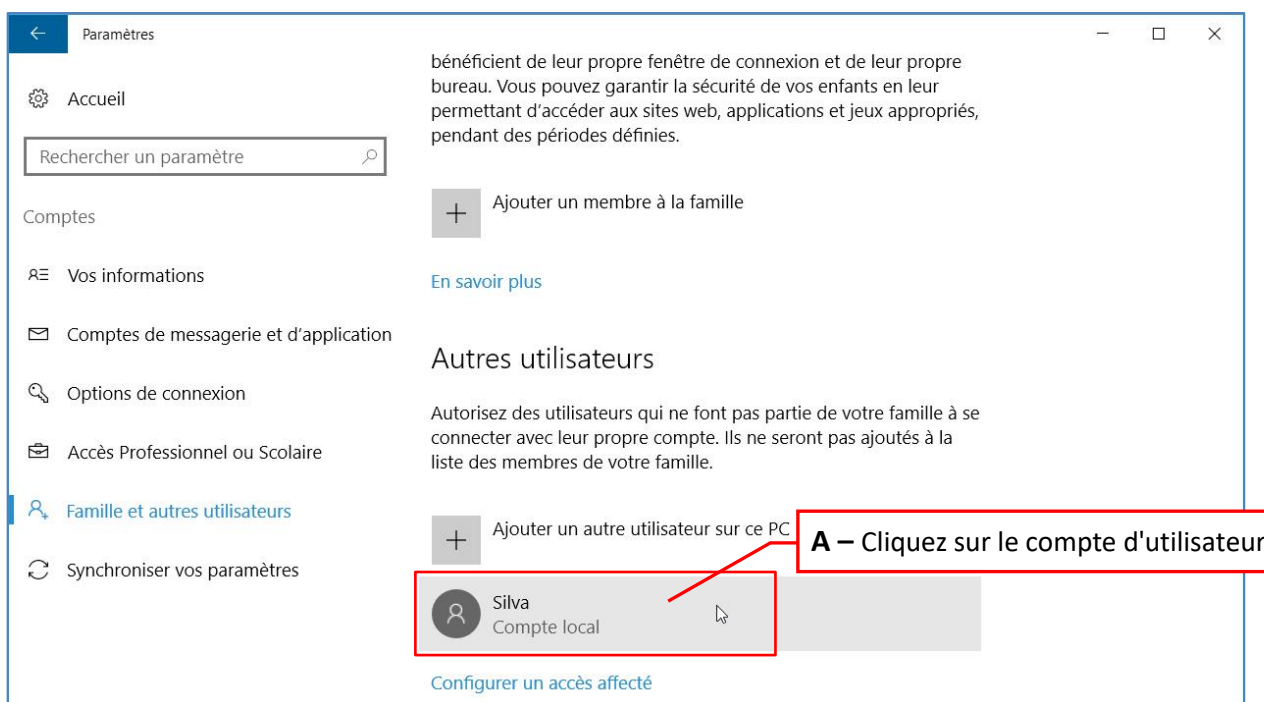 Paramètres
Accueil
Rechercher un paramètre
Comptes
Vos informations
Comptes de messagerie et d'application
Options de connexion
Accès Professionnel ou Scolaire
Famille et autres utilisateurs
Synchroniser vos paramètres
bénéficient de leur propre fenêtre de connexion et de leur propre
bureau. Vous pouvez garantir la sécurité de vos enfants en leur
permettant d'accéder aux sites web, applications et jeux appropriés,
pendant des périodes définies.
Ajouter un membre à la famille
En savoir plus
Autres utilisateurs
Autorisez des utilisateurs qui ne font pas partie de votre famille à se
connecter avec leur propre compte. Ils ne seront pas ajoutés à la
liste des membres de votre famille.
Ajouter un autre utilisateur sur ce PC
A – Cliquez sur le compte d'utilisateur
Silva
Compte local
Configurer un accès affecté